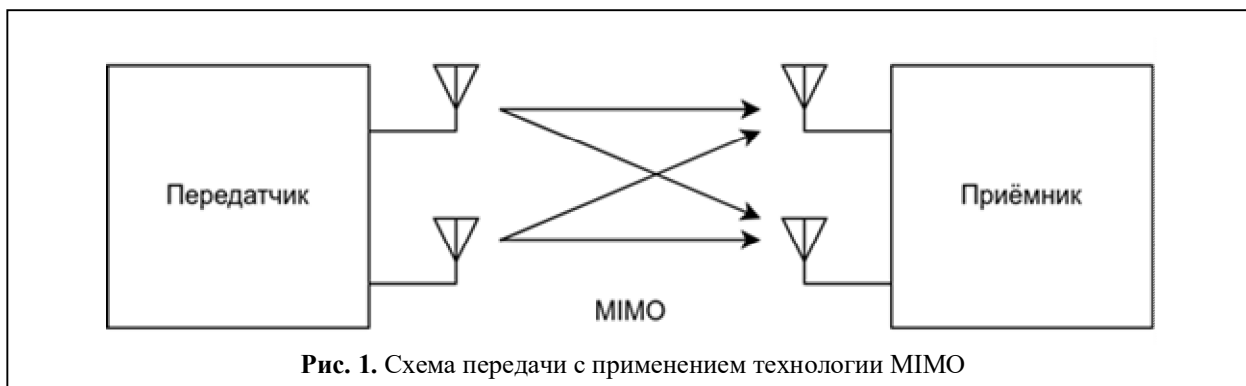 Передатчик
Приёмник
MIMO
Рис. 1. Схема передачи с применением технологии MIMO